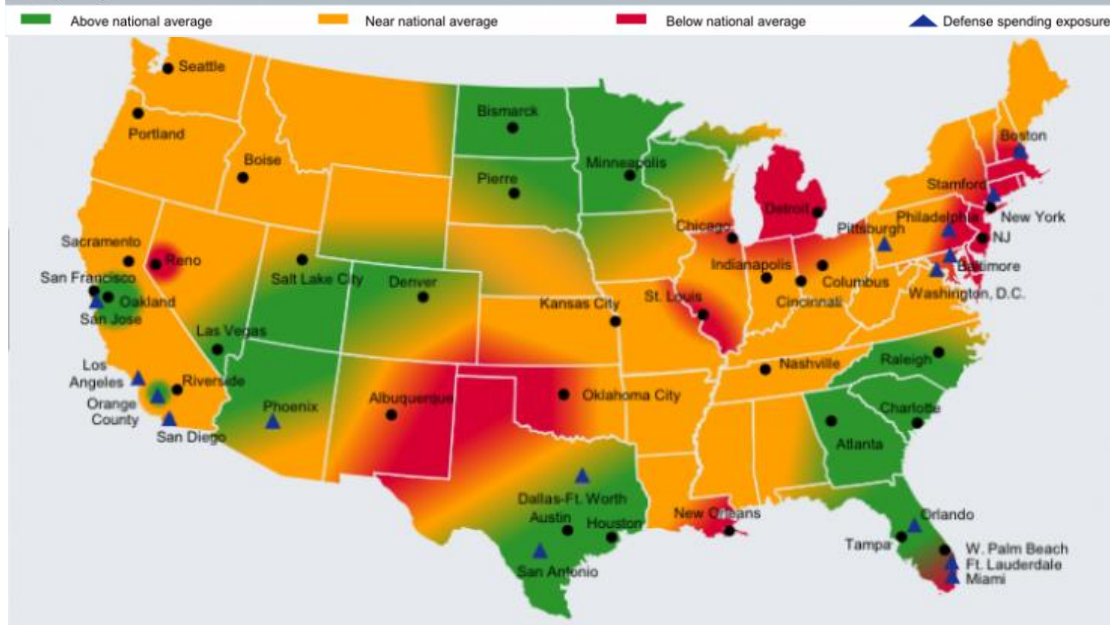 Above national average
Near national average
Below national average
Defense spending exposure
Seattle
Portland
Boise
Bismarck
Pierre
Minneapolis
Boston
Stamford
New York
Detroit
Chicago
Pittsburgh
Philadelphia
NJ
Baltimore
Washington, D.C.
Sacramento
Reno
San Francisco
Oakland
San Jose
Salt Lake City
Denver
Kansas City
St. Louis
Indianapolis
Cincinnati
Columbus
Las Vegas
Los
Angeles
Riverside
Orange
County
San Diego
Phoenix
Albuquerque
Oklahoma City
Nashville
Raleigh
Charlotte
Atlanta
Dallas-Ft. Worth
Austin
Houston
San Antonio
New Orleans
Orlando
Tampa
W. Palm Beach
Ft. Lauderdale
Miami